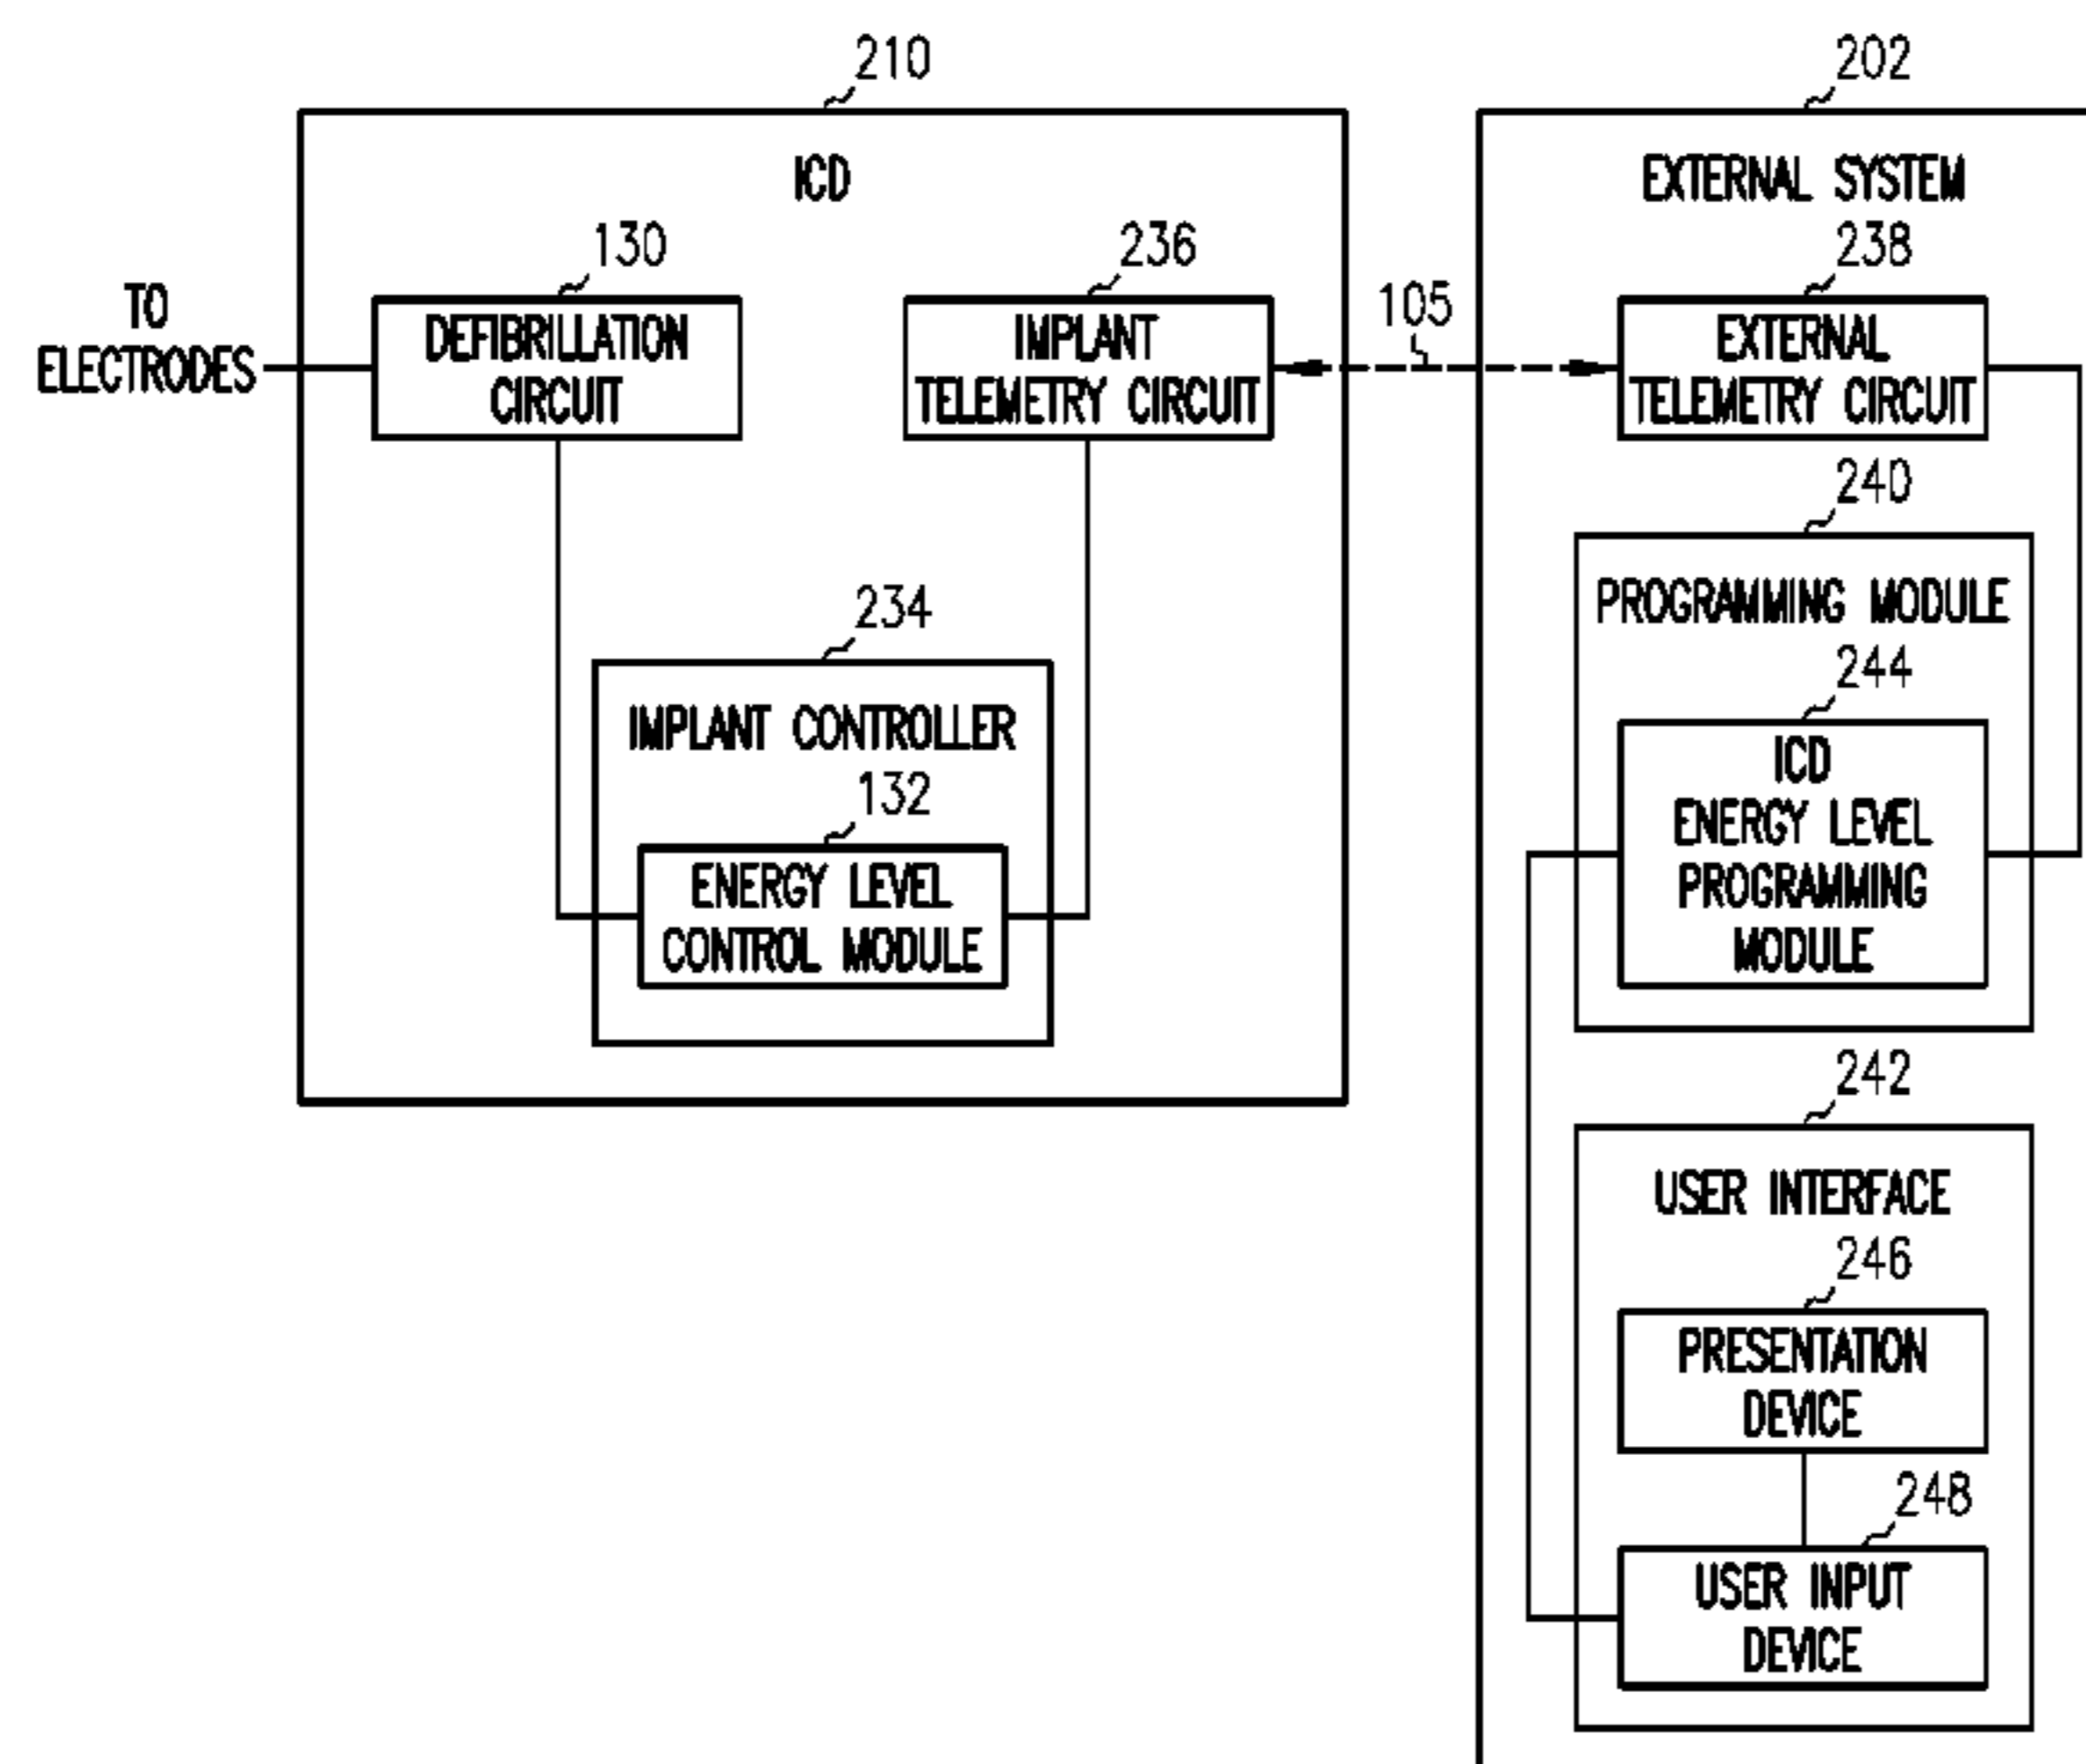 210
202
ICD
EXTERNAL SYSTEM
130
236
238
105
TO
ELECTRODES
DEFIBRILLATION
CIRCUIT
IMPLANT
TELEMETRY CIRCUIT
EXTERNAL
TELEMETRY CIRCUIT
240
PROGRAMMING MODULE
234
244
IMPLANT CONTROLLER
132
ENERGY LEVEL
CONTROL MODULE
ICD
ENERGY LEVEL
PROGRAMMING
MODULE
242
USER INTERFACE
246
PRESENTATION
DEVICE
248
USER INPUT
DEVICE